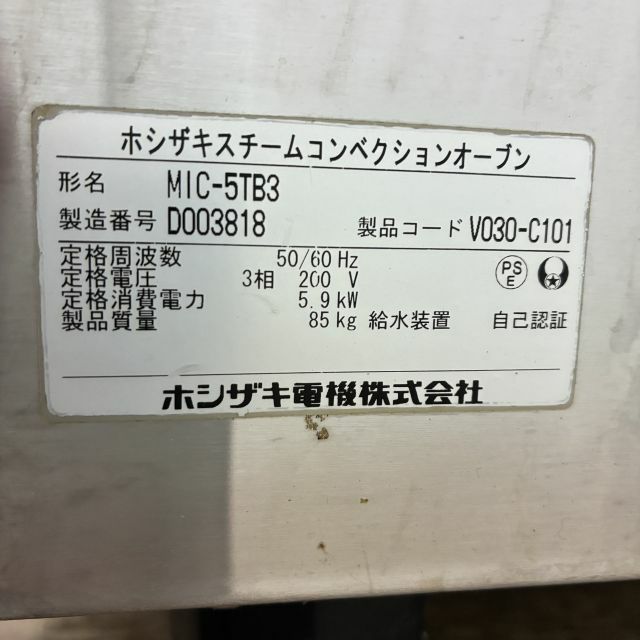 ホシザキスチームコンベクションオーブン
形名 MIC-5TB3
製造番号 D003818 製品コード V030-C101
定格周波数 50/60 Hz
定格電圧 3相 200 V
定格消費電力 5.9 kW
製品質量 85 kg 給水装置 自己認証
PS
E
ホシザキ電機株式会社